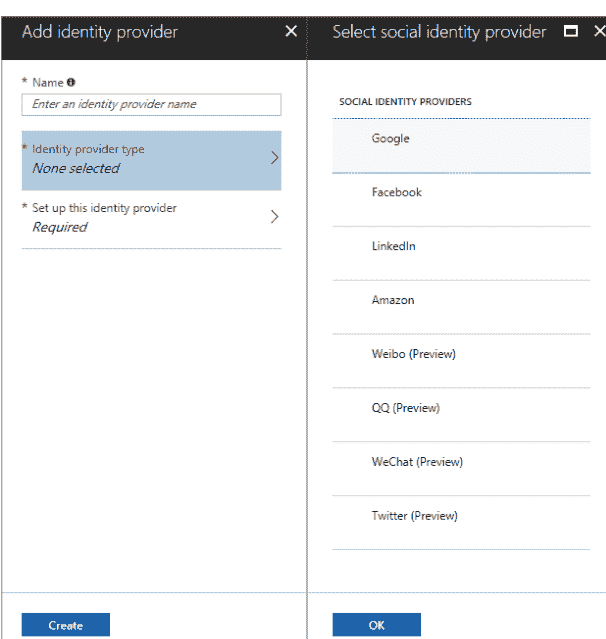 Add identity provider
* Name
Enter an identity provider name
* Identity provider type
None selected
* Set up this identity provider
Required
Create
Select social identity provider
SOCIAL IDENTITY PROVIDERS
Google
Facebook
LinkedIn
Amazon
Weibo (Preview)
QQ (Preview)
WeChat (Preview)
Twitter (Preview)
OK